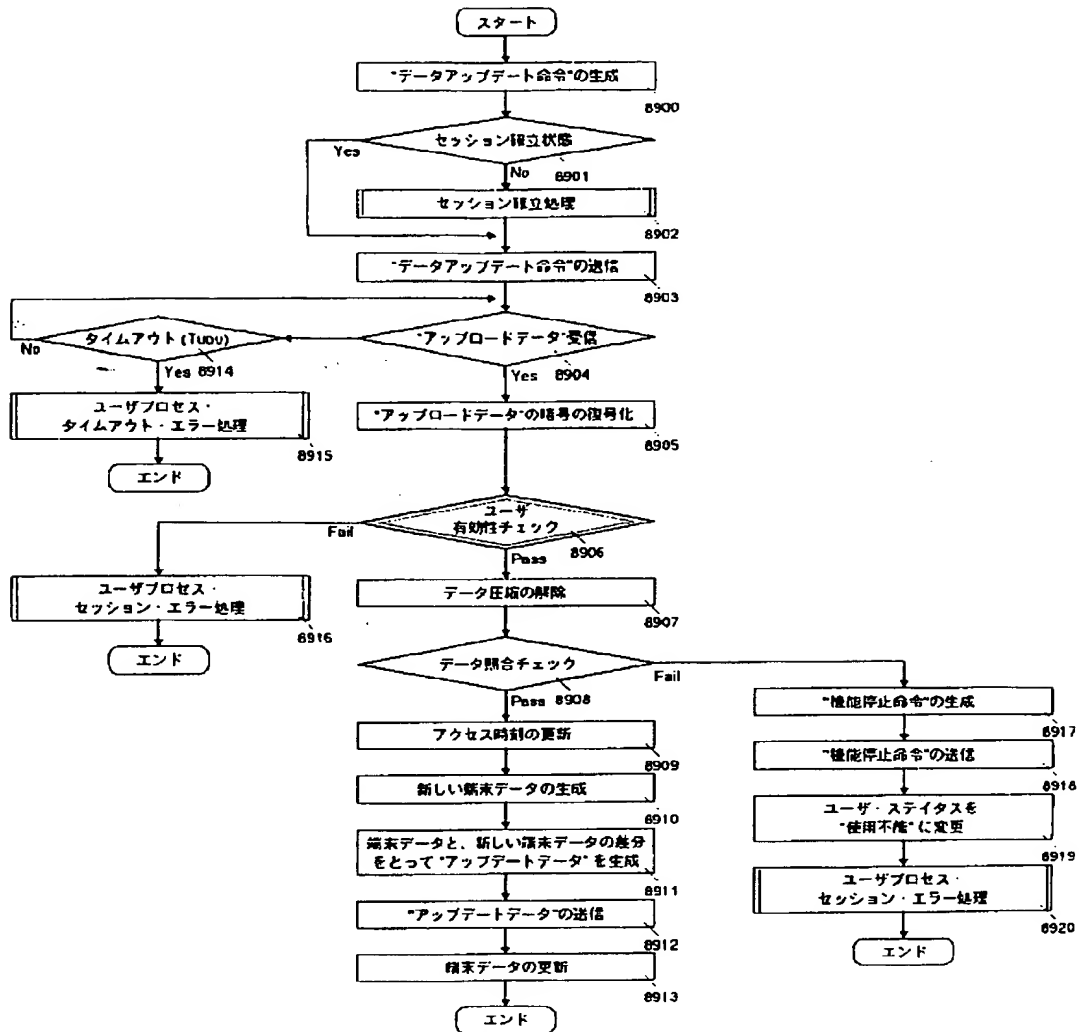 スタート
"データアップデート命令"の生成
8900
セッション確立状態
Yes
8901
No
セッション確立処理
8902
"データアップデート命令"の送信
8903
タイムアウト(TUDU)
"アップロードデータ"受信
No
8914
8904
Yes
Yes
ユーザプロセス・
タイムアウト・エラー処理
"アップロードデータ"の暗号の復号化
8915
8905
エンド
ユーザ
有効性チェック
Fail
8906
Pass
ユーザプロセス・
セッション・エラー処理
データ圧縮の解除
8916
8907
エンド
データ照合チェック
Fail
8908
Pass
"機能停止命令"の生成
8917
アクセス時刻の更新
8909
"機能停止命令"の送信
8918
新しい端末データの生成
8910
ユーザ・ステイタスを
"使用不能"に変更
8919
端末データと、新しい端末データの差分
をとって"アップデートデータ"を生成
8911
ユーザプロセス・
セッション・エラー処理
8920
"アップデートデータ"の送信
8912
エンド
端末データの更新
8913
エンド